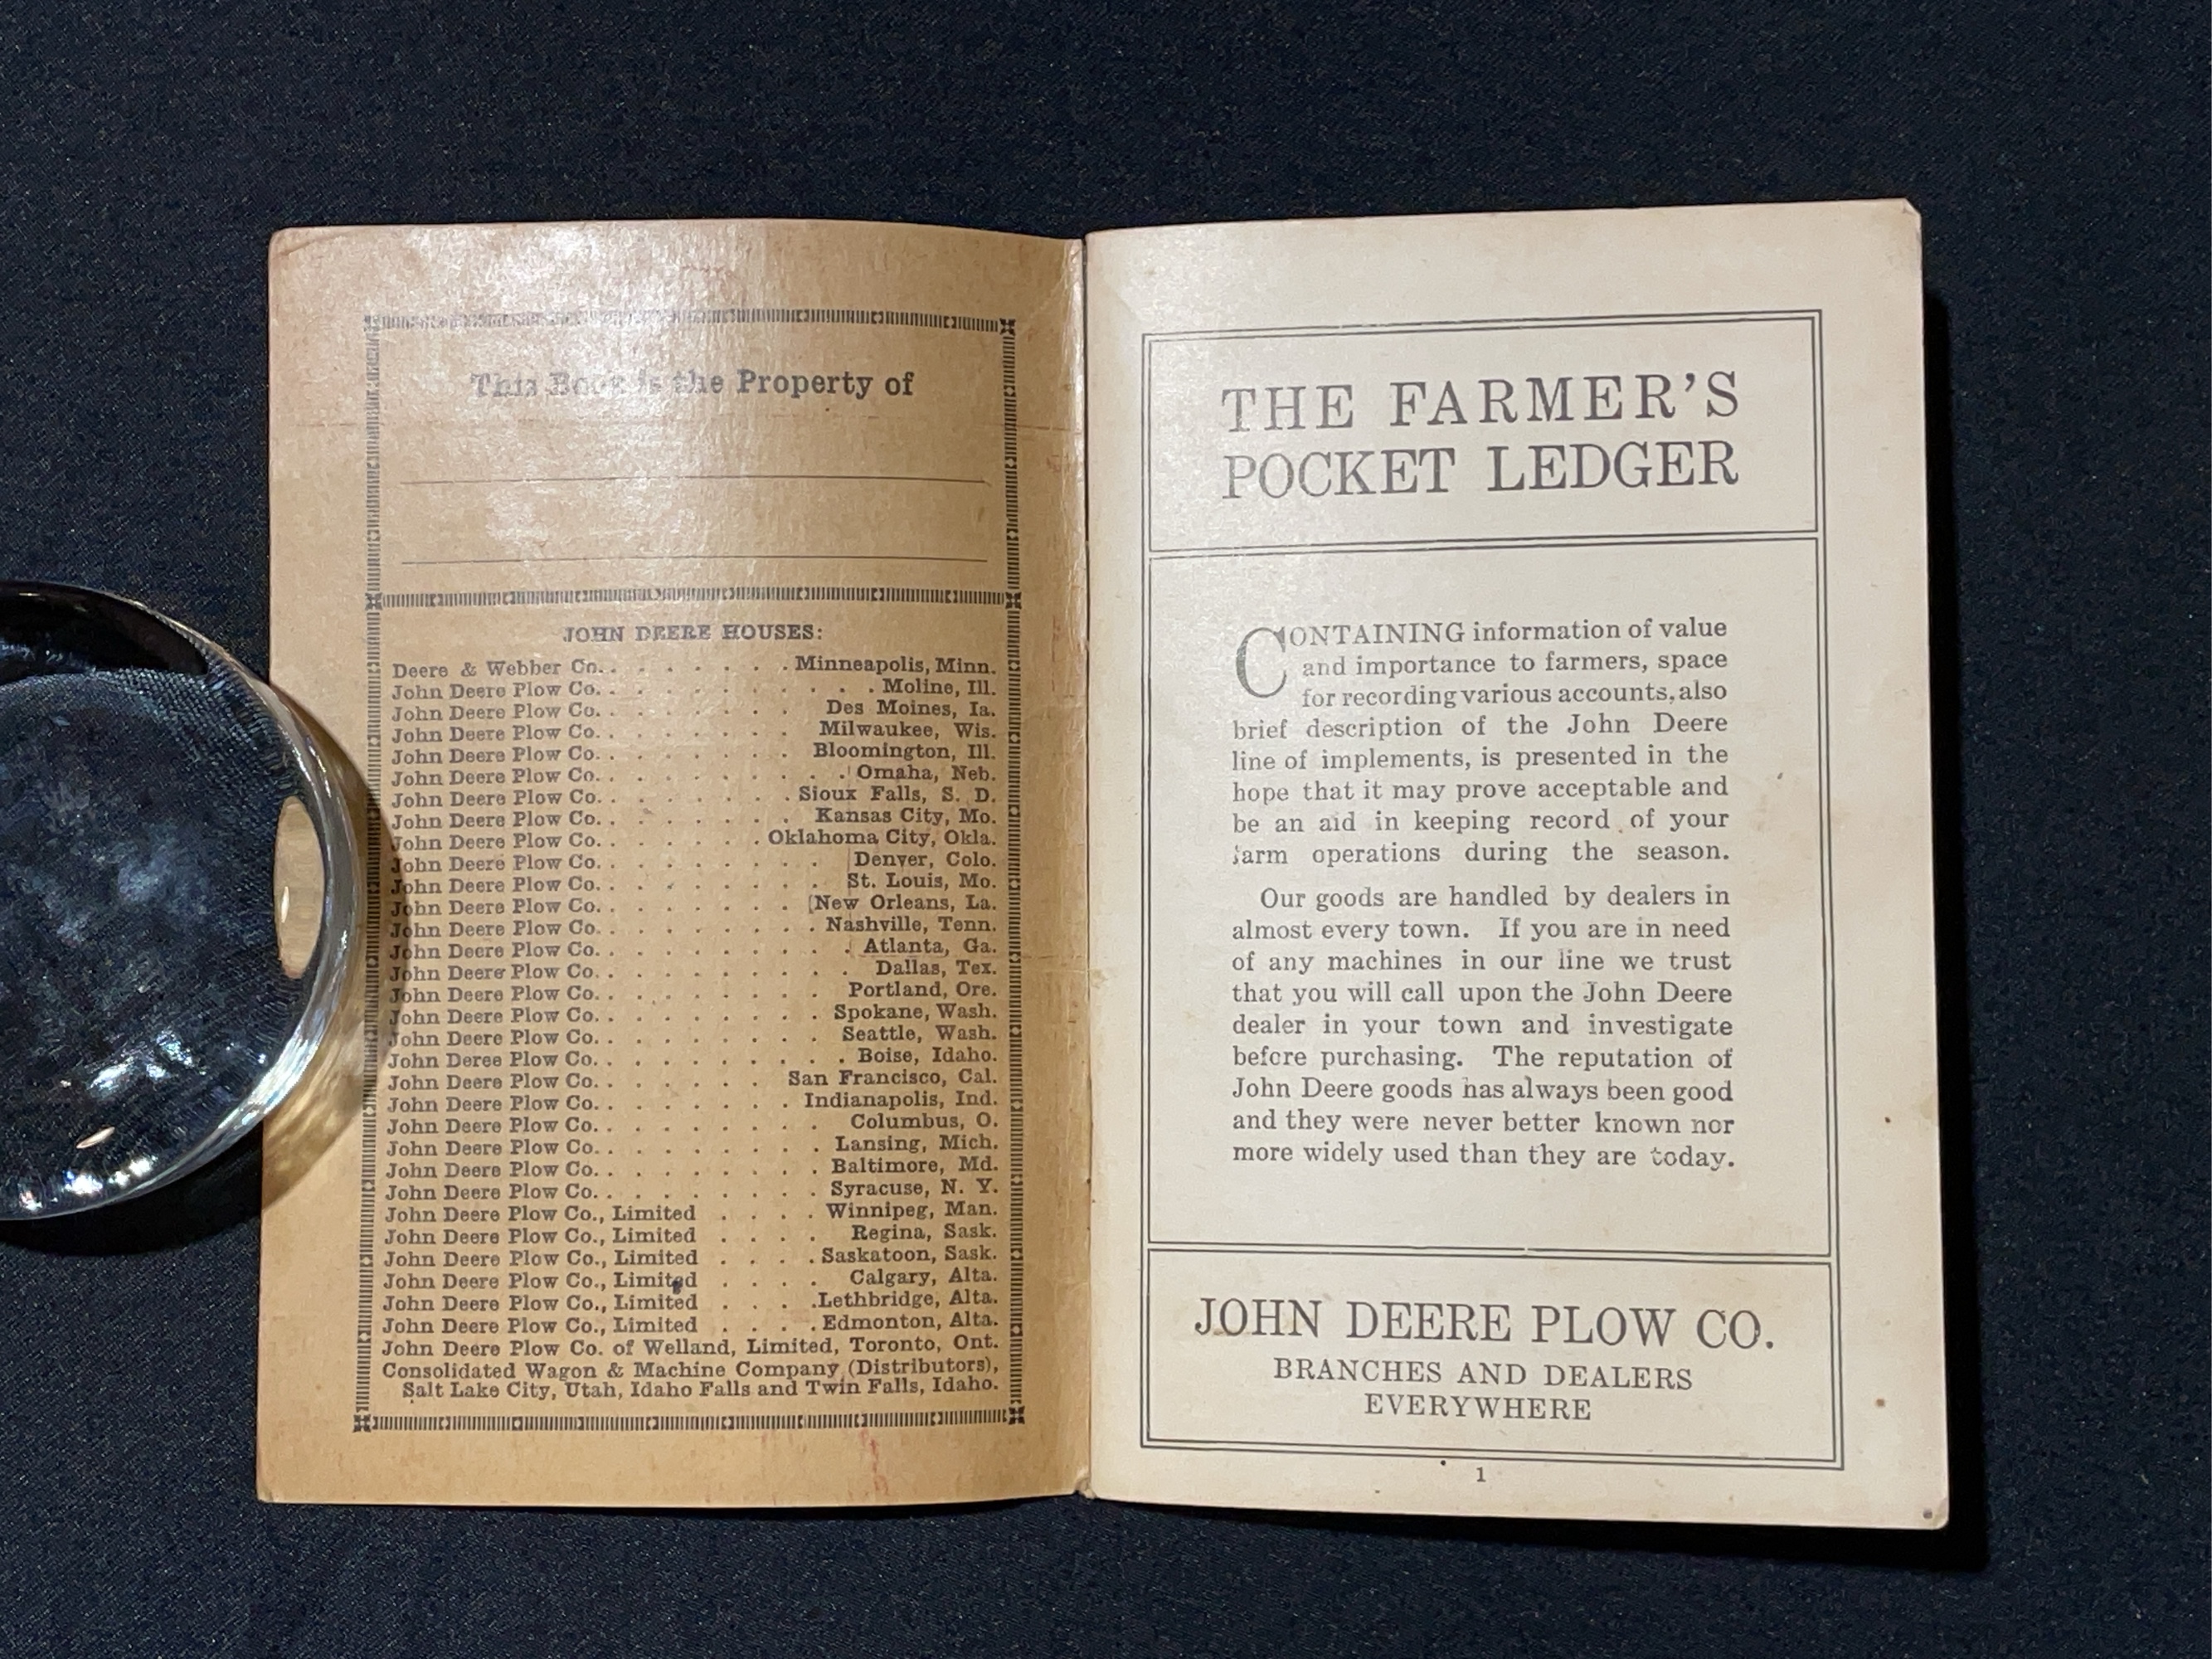 This Book is the Property of
JOHN DEERE HOUSES:
Deere & Webber Co. . . . . . . . . Minneapolis, Minn.
John Deere Plow Co. . . . . . . . . . . Moline, Ill.
John Deere Plow Co. . . . . . . . Des Moines, Ia.
John Deere Plow Co. . . . . . . . Milwaukee, Wis.
John Deere Plow Co. . . . . . . . Bloomington, Ill.
John Deere Plow Co. . . . . . . . . . Omaha, Neb.
John Deere Plow Co. . . . . . . . . Sioux Falls, S. D.
John Deere Plow Co. . . . . . . . Kansas City, Mo.
John Deere Plow Co. . . . . . . . Oklahoma City, Okla.
John Deere Plow Co. . . . . . . . . Denver, Colo.
John Deere Plow Co. . . . . . . . . St. Louis, Mo.
John Deere Plow Co. . . . . . . . New Orleans, La.
John Deere Plow Co. . . . . . . . . Nashville, Tenn.
John Deere Plow Co. . . . . . . . . . Atlanta, Ga.
John Deere Plow Co. . . . . . . . . . Dallas, Tex.
John Deere Plow Co. . . . . . . . . Portland, Ore.
John Deere Plow Co. . . . . . . . . Spokane, Wash.
John Deere Plow Co. . . . . . . . . Seattle, Wash.
John Deree Plow Co. . . . . . . . . . Boise, Idaho.
John Deere Plow Co. . . . . . . San Francisco, Cal.
John Deere Plow Co. . . . . . . . Indianapolis, Ind.
John Deere Plow Co. . . . . . . . . Columbus, O.
John Deere Plow Co. . . . . . . . . Lansing, Mich.
John Deere Plow Co. . . . . . . . . Baltimore, Md.
John Deere Plow Co. . . . . . . . . Syracuse, N. Y.
John Deere Plow Co., Limited . . . . Winnipeg, Man.
John Deere Plow Co., Limited . . . . Regina, Sask.
John Deere Plow Co., Limited . . . . Saskatoon, Sask.
John Deere Plow Co., Limited . . . . Calgary, Alta.
John Deere Plow Co., Limited . . . .Lethbridge, Alta.
John Deere Plow Co., Limited . . . . Edmonton, Alta.
John Deere Plow Co. of Welland, Limited, Toronto, Ont.
Consolidated Wagon & Machine Company (Distributors),
Salt Lake City, Utah, Idaho Falls and Twin Falls, Idaho.
THE FARMER'S
POCKET LEDGER
CONTAINING information of value
and importance to farmers, space
for recording various accounts, also
brief description of the John Deere
line of implements, is presented in the
hope that it may prove acceptable and
be an aid in keeping record of your
farm operations during the season.
Our goods are handled by dealers in
almost every town. If you are in need
of any machines in our line we trust
that you will call upon the John Deere
dealer in your town and investigate
before purchasing. The reputation of
John Deere goods has always been good
and they were never better known nor
more widely used than they are today.
JOHN DEERE PLOW CO.
BRANCHES AND DEALERS
EVERYWHERE
1